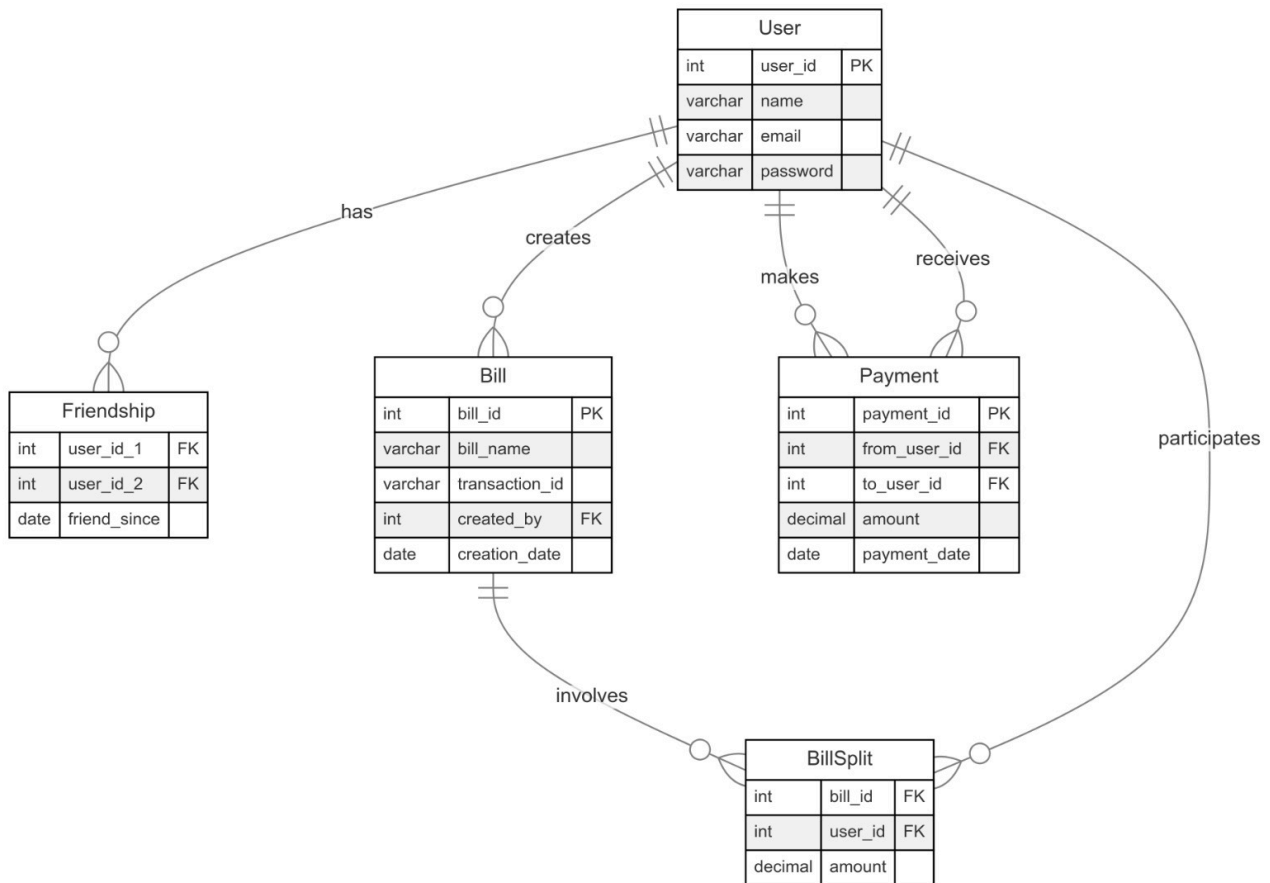 User
int user_id PK
varchar name
varchar email
varchar password
has
creates
makes
receives
participates
Friendship
int user_id_1 FK
int user_id_2 FK
date friend_since
Bill
int bill_id PK
varchar bill_name
varchar transaction_id
int created_by FK
date creation_date
Payment
int payment_id PK
int from_user_id FK
int to_user_id FK
decimal amount
date payment_date
involves
BillSplit
int bill_id FK
int user_id FK
decimal amount